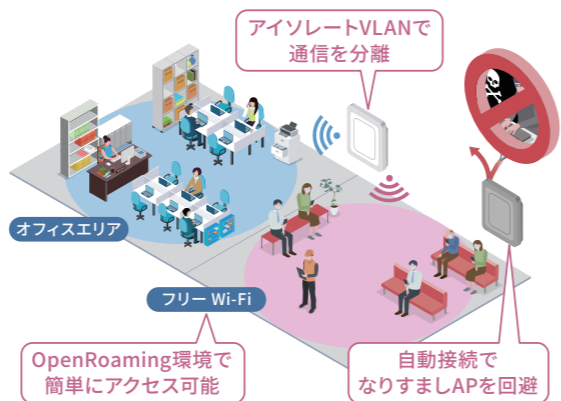 アイソレートVLANで
通信を分離
オフィスエリア
フリー Wi-Fi
OpenRoaming環境で
簡単にアクセス可能
自動接続で
なりすましAPを回避